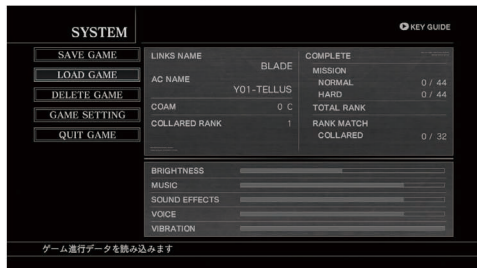 SYSTEM
KEY GUIDE
SAVE GAME
LOAD GAME
DELETE GAME
GAME SETTING
QUIT GAME
LINKS NAME
BLADE
AC NAME
Y01-TELLUS
COAM 0 C
COLLARED RANK 1
COMPLETE
MISSION
NORMAL 0 / 44
HARD 0 / 44
TOTAL RANK
RANK MATCH
COLLARED 0 / 32
BRIGHTNESS
MUSIC
SOUND EFFECTS
VOICE
VIBRATION
ゲーム進行データを読み込みます